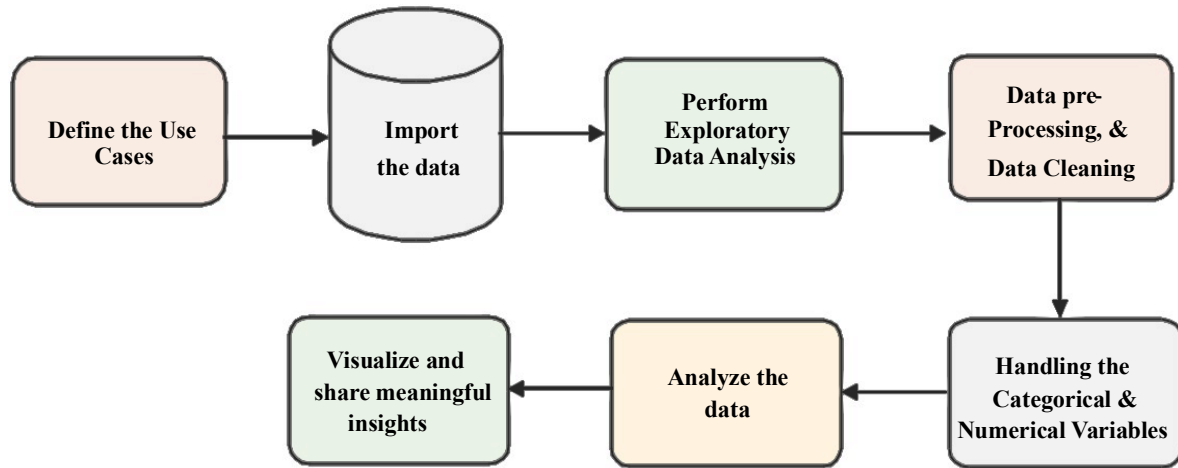 Define the Use
Cases
Import
the data
Perform
Exploratory
Data Analysis
Data pre-
Processing, &
Data Cleaning
Handling the
Categorical &
Numerical Variables
Analyze the
data
Visualize and
share meaningful
insights